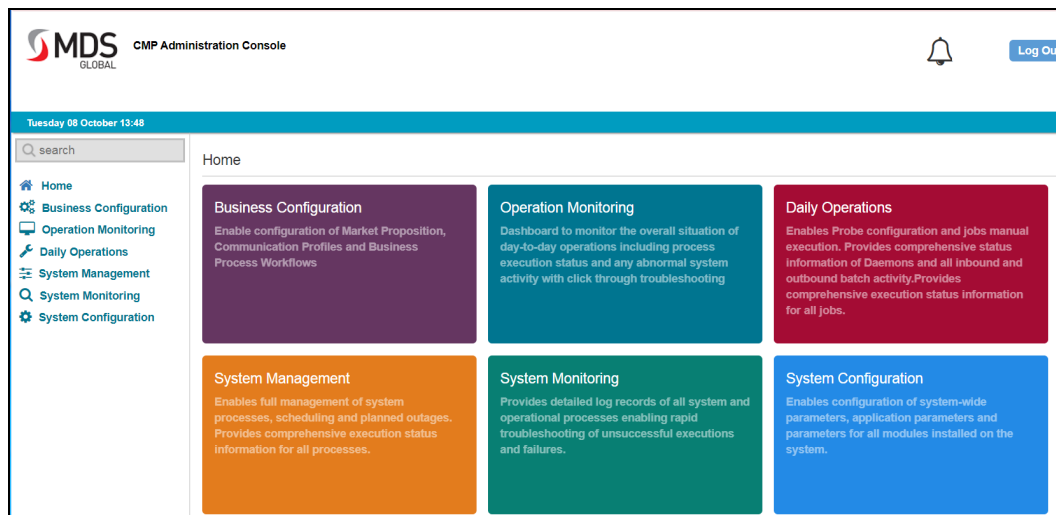 MDS
GLOBAL
CMP Administration Console
Log Ou
Tuesday 08 October 13:48
search
Home
Business Configuration
Operation Monitoring
Daily Operations
System Management
System Monitoring
System Configuration
Home
Business Configuration
Enable configuration of Market Proposition,
Communication Profiles and Business
Process Workflows
Operation Monitoring
Dashboard to monitor the overall situation of
day-to-day operations including process
execution status and any abnormal system
activity with click through troubleshooting
Daily Operations
Enables Probe configuration and jobs manual
execution. Provides comprehensive status
information of Daemons and all inbound and
outbound batch activity.Provides
comprehensive execution status information
for all jobs.
System Management
Enables full management of system
processes, scheduling and planned outages.
Provides comprehensive execution status
information for all processes.
System Monitoring
Provides detailed log records of all system and
operational processes enabling rapid
troubleshooting of unsuccessful executions
and failures.
System Configuration
Enables configuration of system-wide
parameters, application parameters and
parameters for all modules installed on the
system.